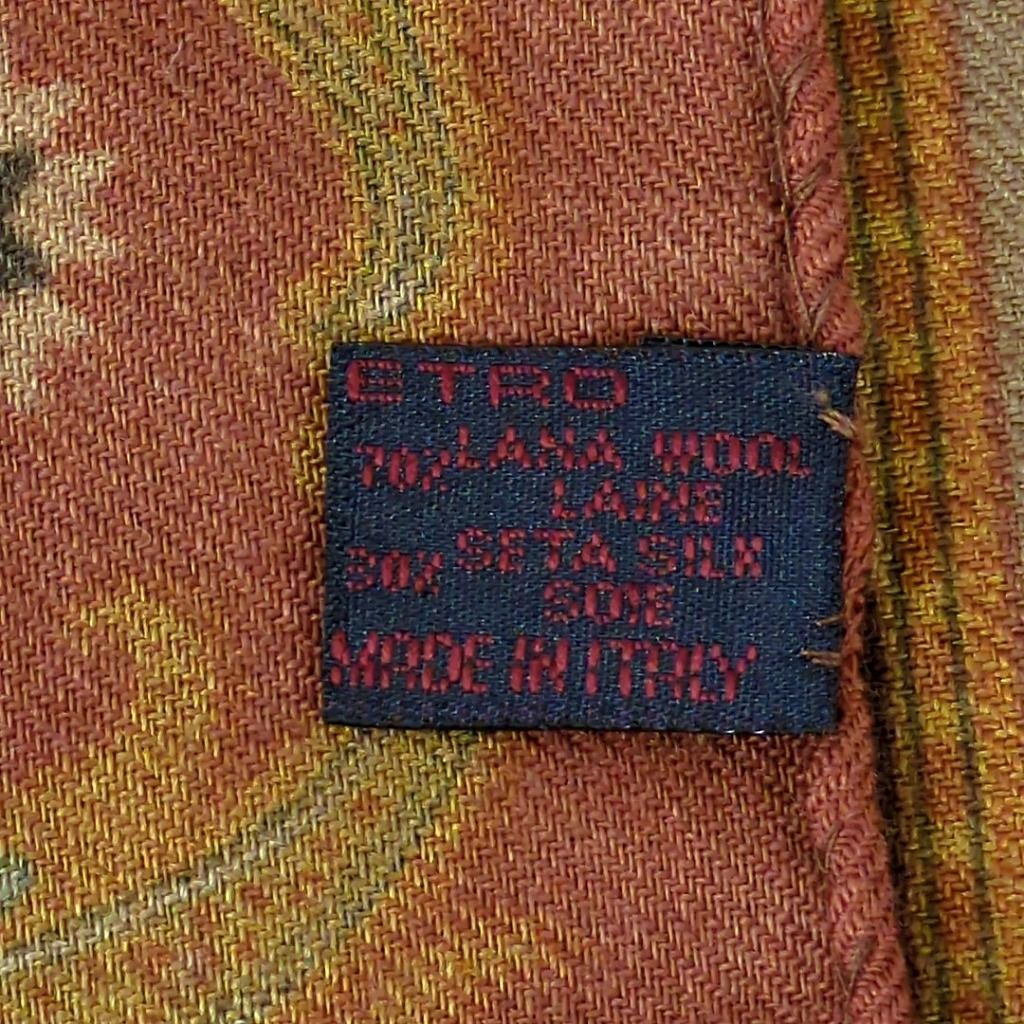 ETRO
70% LANA WOOL
LAINE
30% SETA SILK
SOIE
MADE IN ITALY